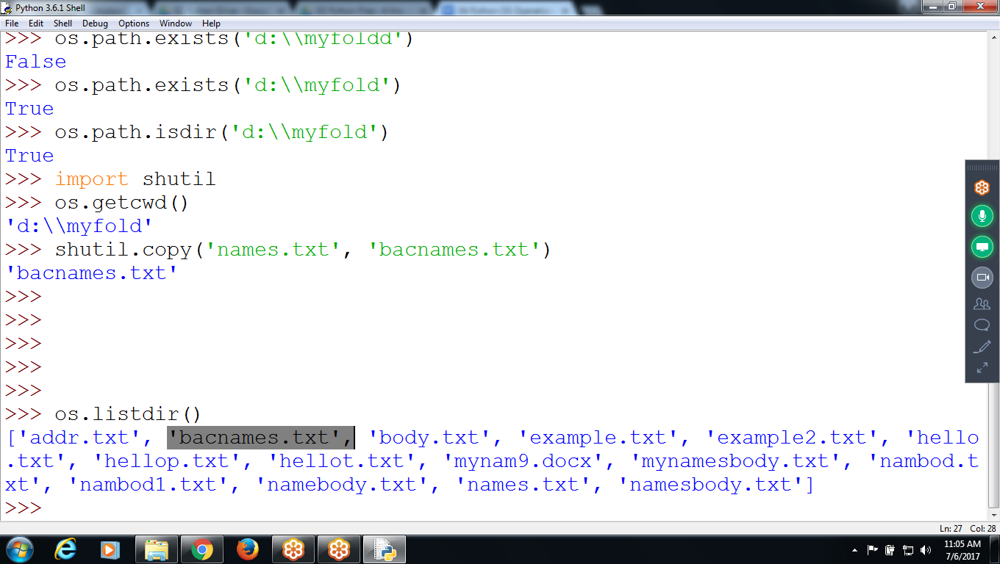 Python 3.6.1 Shell
File Edit Shell Debug Options Window Help
>>> os.path.exists('d:\\myfoldd')
False
>>> os.path.exists('d:\\myfold')
True
>>> os.path.isdir('d:\\myfold')
True
>>> import shutil
>>> os.getcwd()
'd:\\myfold'
>>> shutil.copy('names.txt', 'bacnames.txt')
'bacnames.txt'
>>>
>>>
>>>
>>>
>>>
>>> os.listdir()
['addr.txt', 'bacnames.txt', 'body.txt', 'example.txt', 'example2.txt', 'hello
.txt', 'hellop.txt', 'hellot.txt', 'mynam9.docx', 'mynamesbody.txt', 'nambod.t
xt', 'nambod1.txt', 'namebody.txt', 'names.txt', 'namesbody.txt']
>>>
Ln: 27 Col: 28
11:05 AM
7/6/2017